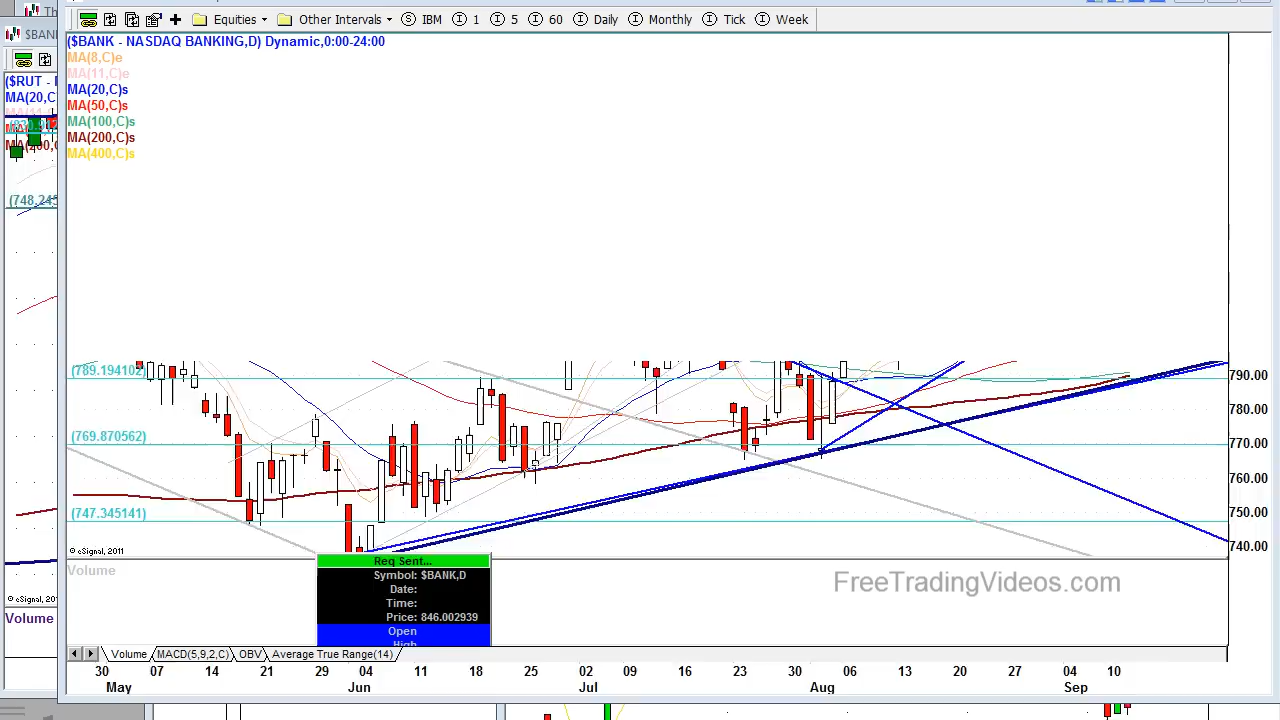 Equities Other Intervals IBM 1 5 60 Daily Monthly Tick Week
$BAN
($BANK - NASDAQ BANKING,D) Dynamic,0:00-24:00
MA(8,C)e
MA(11,C)e
MA(20,C)s
MA(50,C)s
MA(100,C)s
MA(200,C)s
MA(400,C)s
($RUT -
MA(20,C
(748.245
(789.194102)
790.00
780.00
(769.870562)
770.00
760.00
(747.345141)
750.00
740.00
© eSignal, 2011
Volume
© eSignal, 201
Volume
Req Sent...
Symbol: $BANK,D
Date:
Time:
Price: 846.002939
Open
High
FreeTradingVideos.com
Volume MACD(5,9,2,C) OBV Average True Range(14)
30 07 14 21 29 04 11 18 25 02 09 16 23 30 06 13 20 27 04 10
May Jun Jul Aug Sep